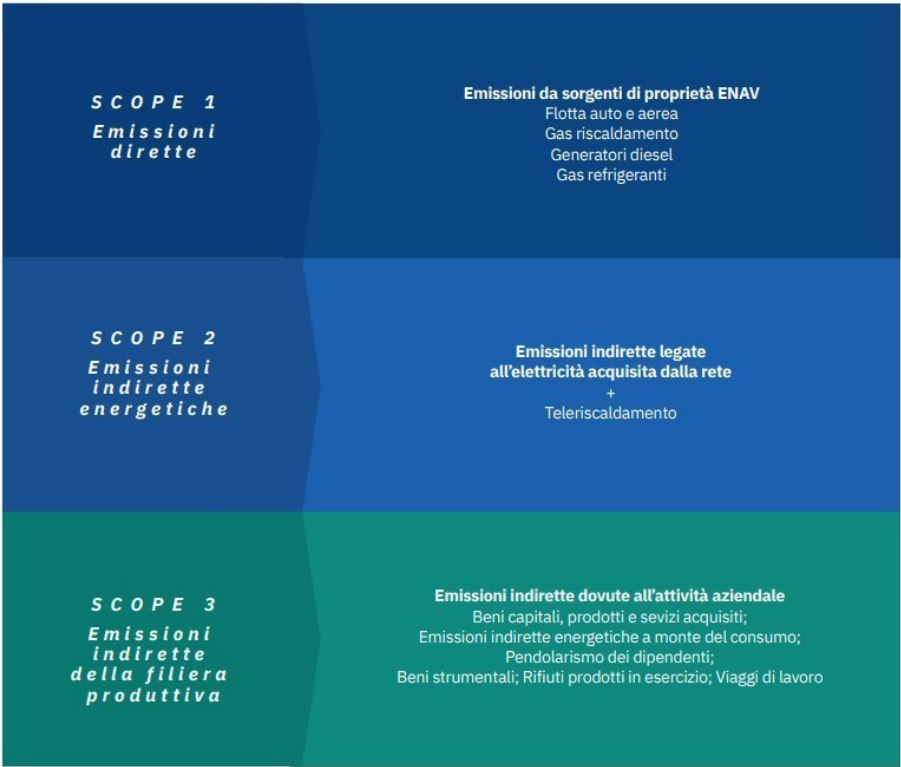 SCOPE 1
Emissioni
dirette
Emissioni da sorgenti di proprietà ENAV
Flotta auto e aerea
Gas riscaldamento
Generatori diesel
Gas refrigeranti
SCOPE 2
Emissioni
indirette
energetiche
Emissioni indirette legate
all'elettricità acquisita dalla rete
+
Teleriscaldamento
SCOPE 3
Emissioni
indirette
della filiera
produttiva
Emissioni indirette dovute all'attività aziendale
Beni capitali, prodotti e sevizi acquisiti;
Emissioni indirette energetiche a monte del consumo;
Pendolarismo dei dipendenti;
Beni strumentali; Rifiuti prodotti in esercizio; Viaggi di lavoro